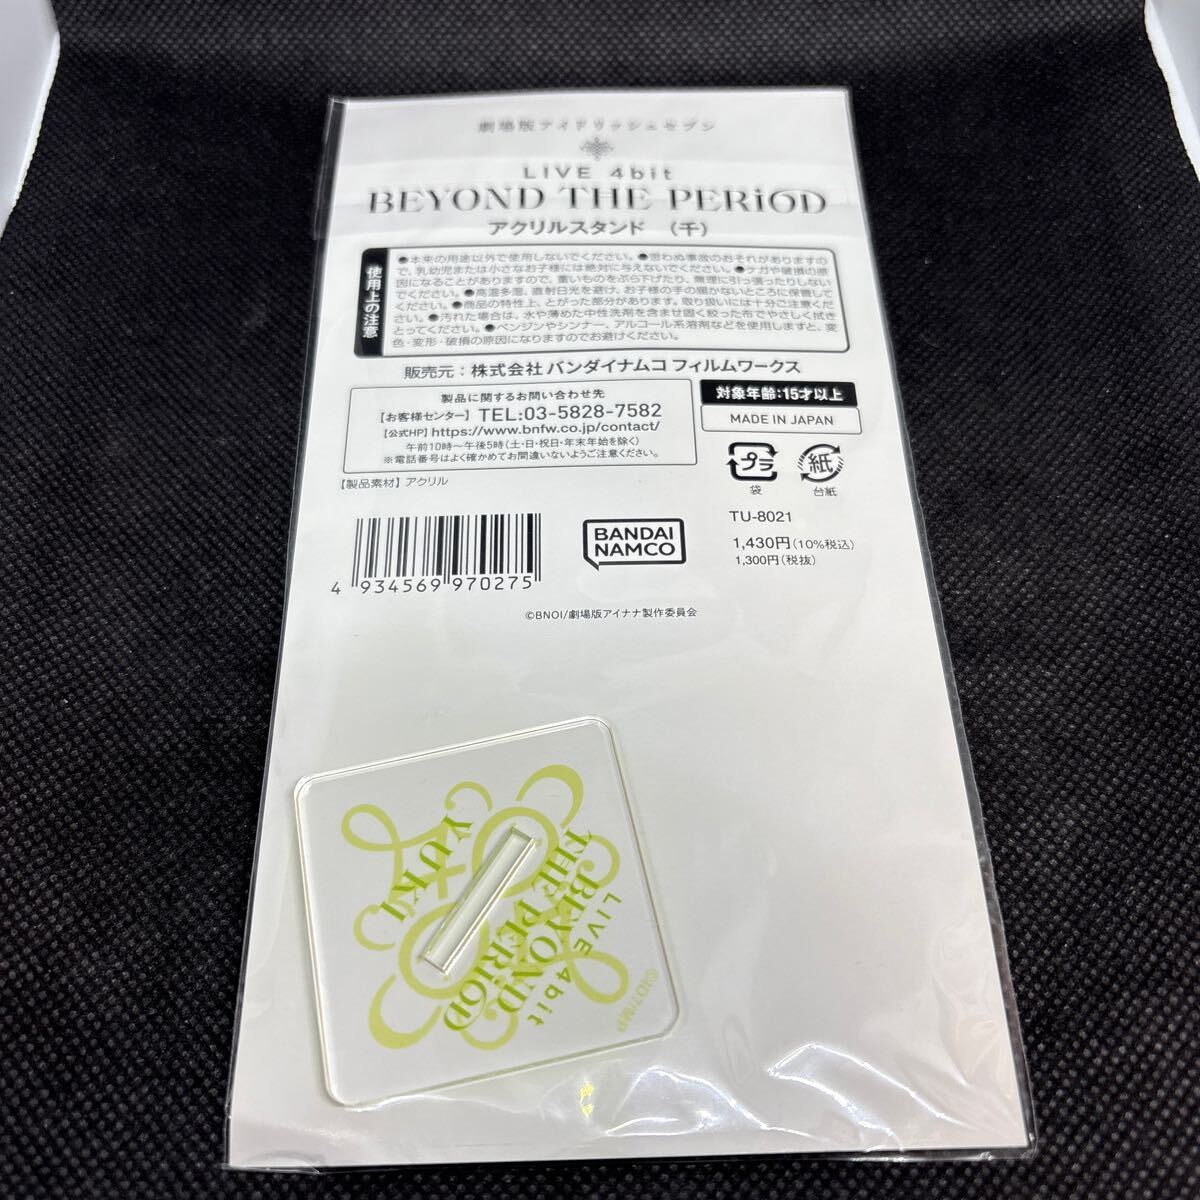 劇場版アイドリッシュセブン
LIVE 4bit
BEYOND THE PERiOD
アクリルスタンド （千）
使用上の注意
●本来の用途以外で使用しないでください。●思わぬ事故のおそれがありますの
で、乳幼児または小さなお子様には絶対に与えないでください。●ケガや破損の原
因になることがありますので、重いものをぶら下げたり、無理に引っ張ったりしない
でください。●高温多湿、直射日光を避け、お子様の手の届かないところに保管して
ください。●商品の特性上、とがった部分があります。取り扱いには十分ご注意くだ
さい。●汚れた場合は、水や薄めた中性洗剤を含ませ固く絞った布でやさしく拭き
とってください。●ベンジンやシンナー、アルコール系溶剤などを使用しますと、変
色・変形・破損の原因になりますのでお避けください。
販売元：株式会社 バンダイナムコ フィルムワークス
製品に関するお問い合わせ先
【お客様センター】TEL:03-5828-7582
【公式HP】https://www.bnfw.co.jp/contact/
午前10時～午後5時（土・日・祝日・年末年始を除く）
※電話番号はよく確かめてお間違いないようご注意ください。
対象年齢:15才以上
MADE IN JAPAN
プラ
袋
紙
台紙
【製品素材】アクリル
4 934569 970275
BANDAI
NAMCO
TU-8021
1,430円（10%税込）
1,300円（税抜）
©BNOI/劇場版アイナナ製作委員会
YUKI
LIVE 4bit
BEYOND
THE PERiOD
©ID7/MP